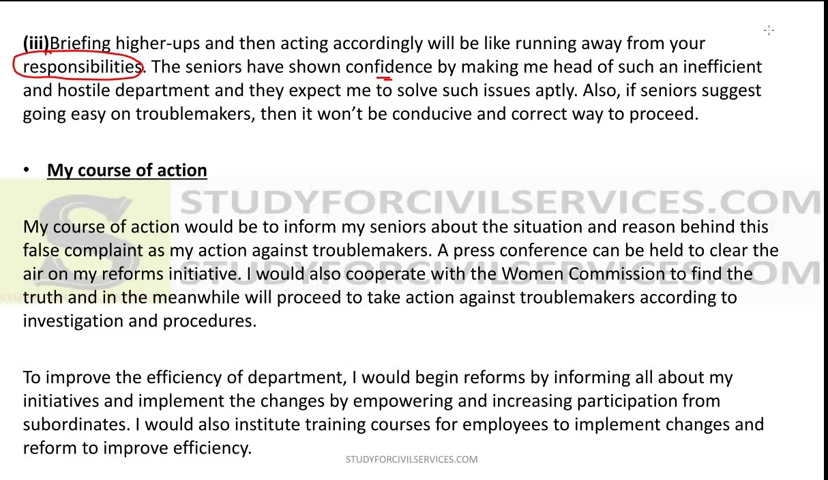 (iii)Briefing higher-ups and then acting accordingly will be like running away from your
responsibilities. The seniors have shown confidence by making me head of such an inefficient
and hostile department and they expect me to solve such issues aptly. Also, if seniors suggest
going easy on troublemakers, then it won't be conducive and correct way to proceed.
• My course of action
STUDYFORCIVILSERVICES.COM
My course of action would be to inform my seniors about the situation and reason behind this
false complaint as my action against troublemakers. A press conference can be held to clear the
air on my reforms initiative. I would also cooperate with the Women Commission to find the
STUDYFORCIVILSERVICES.COM
truth and in the meanwhile will proceed to take action against troublemakers according to
investigation and procedures.
To improve the efficiency of department, I would begin reforms by informing all about my
initiatives and implement the changes by empowering and increasing participation from
subordinates. I would also institute training courses for employees to implement changes and
reform to improve efficiency.
STUDYFORCIVILSERVICES.COM